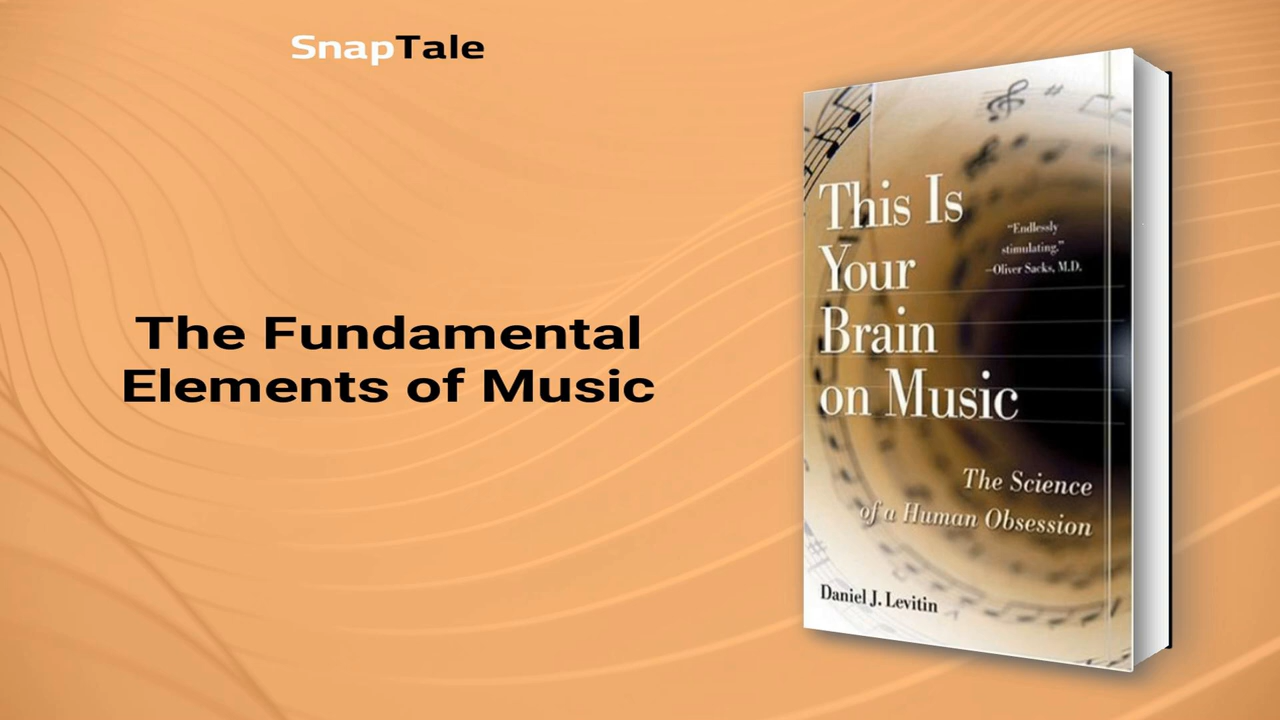 SnapTale
The Fundamental
Elements of Music
This Is
Your
Brain
on Music
"Endlessly
stimulating."
—Oliver Sacks, M.D.
The Science
of a Human Obsession
Daniel J. Levitin